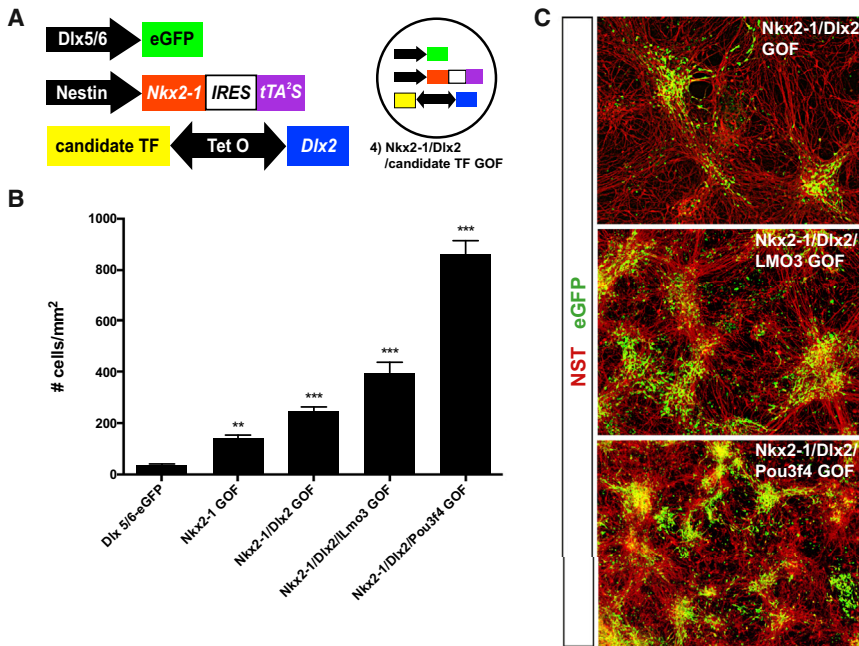 A
Dlx5/6
eGFP
Nestin
Nkx2-1
IRES
tTA²S
candidate TF
Tet O
Dlx2
4) Nkx2-1/Dlx2
/candidate TF GOF
B
# cells/mm²
1000
800
600
400
200
0
Dlx 5/6-eGFP
Nkx2-1 GOF
Nkx2-1/Dlx2 GOF
Nkx2-1/Dlx2/lLmo3 GOF
Nkx2-1/Dlx2/Pou3f4 GOF
**
***
***
***
C
NST eGFP
Nkx2-1/Dlx2
GOF
Nkx2-1/Dlx2/
LMO3 GOF
Nkx2-1/Dlx2/
Pou3f4 GOF